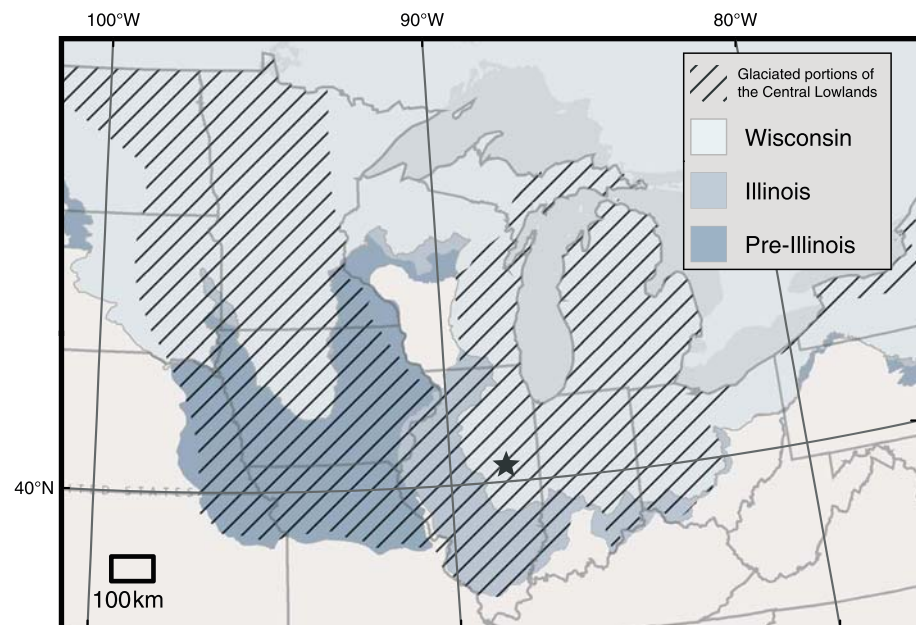 100°W 90°W 80°W
Glaciated portions of
the Central Lowlands
Wisconsin
Illinois
Pre-Illinois
40°N
100km